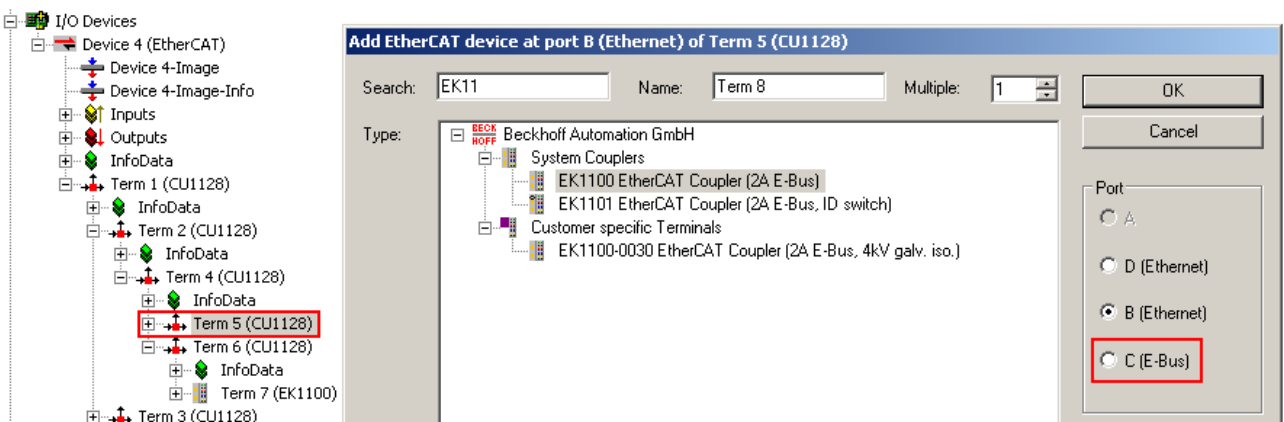 I/O Devices
Device 4 (EtherCAT)
Device 4-Image
Device 4-Image-Info
Inputs
Outputs
InfoData
Term 1 (CU1128)
InfoData
Term 2 (CU1128)
InfoData
Term 4 (CU1128)
InfoData
Term 5 (CU1128)
Term 6 (CU1128)
InfoData
Term 7 (EK1100)
Term 3 (CU1128)
Add EtherCAT device at port B (Ethernet) of Term 5 (CU1128)
Search: EK11 Name: Term 8 Multiple: 1
OK
Cancel
Type:
BECK
HOFF
Beckhoff Automation GmbH
System Couplers
EK1100 EtherCAT Coupler (2A E-Bus)
EK1101 EtherCAT Coupler (2A E-Bus, ID switch)
Customer specific Terminals
EK1100-0030 EtherCAT Coupler (2A E-Bus, 4kV galv. iso.)
Port
A
D (Ethernet)
B (Ethernet)
C (E-Bus)